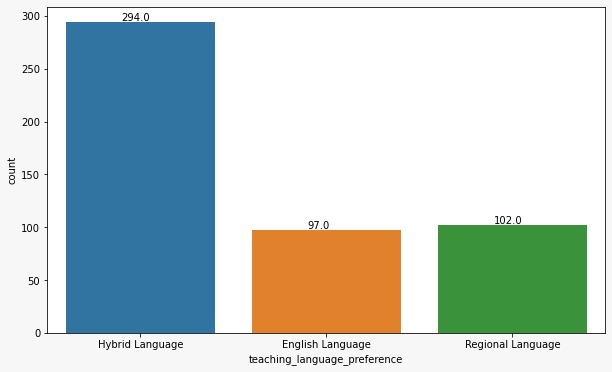 300
294.0
250
200
count
150
100
97.0
102.0
50
0
Hybrid Language
English Language
Regional Language
teaching_language_preference